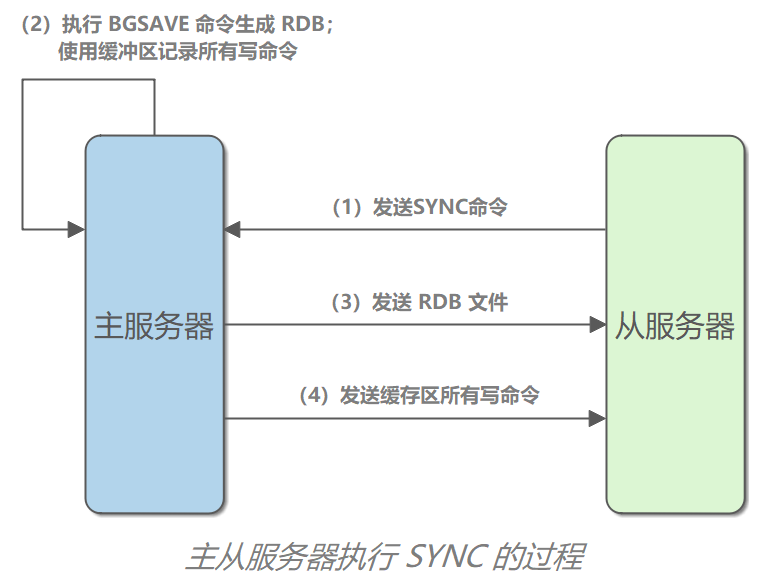 （2）执行 BGSAVE 命令生成 RDB；
使用缓冲区记录所有写命令
（1）发送SYNC命令
（3）发送 RDB 文件
主服务器
从服务器
（4）发送缓存区所有写命令
主从服务器执行 SYNC 的过程